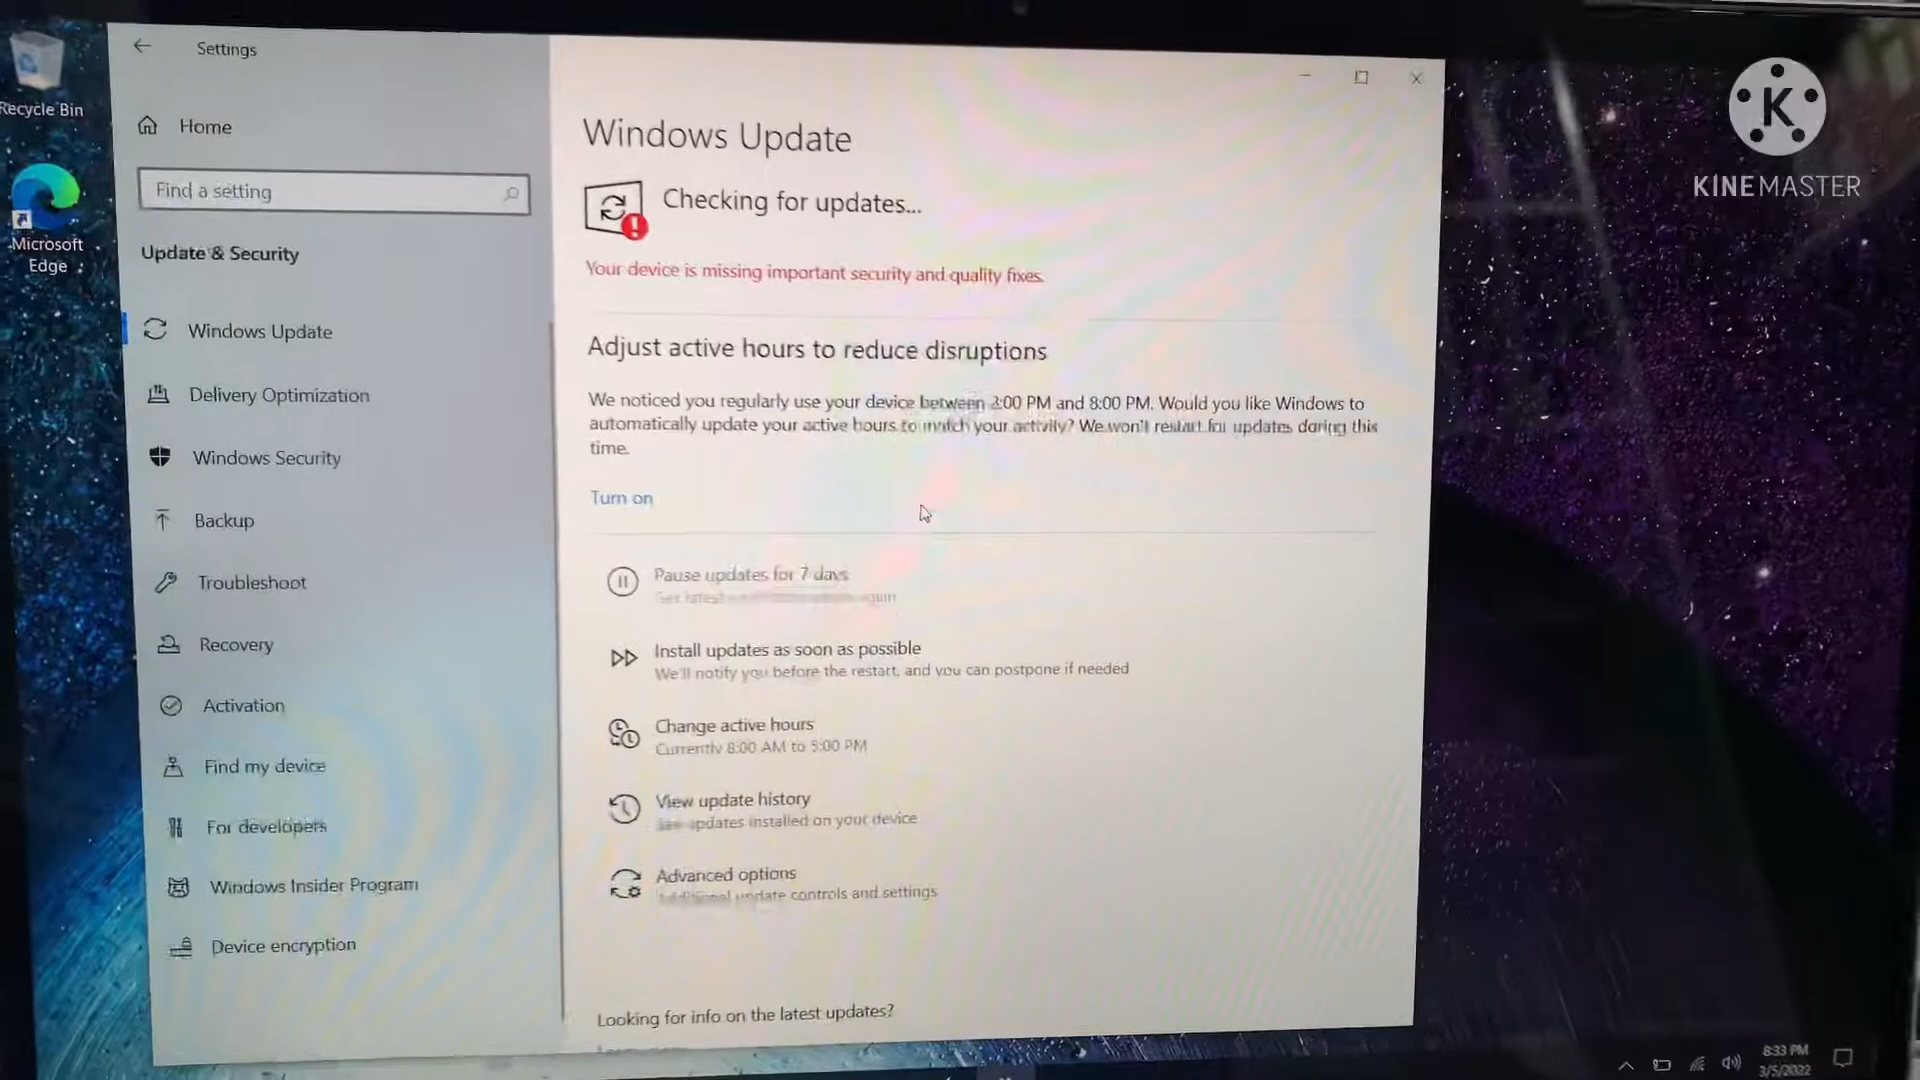 Settings
Recycle Bin
Microsoft
Edge
Home
Find a setting
Update & Security
Windows Update
Delivery Optimization
Windows Security
Backup
Troubleshoot
Recovery
Activation
Find my device
For developers
Windows Insider Program
Device encryption
Windows Update
Checking for updates...
Your device is missing important security and quality fixes.
Adjust active hours to reduce disruptions
We noticed you regularly use your device between 2:00 PM and 8:00 PM. Would you like Windows to
automatically update your active hours to match your activity? We won't restart for updates during this
time.
Turn on
Pause updates for 7 days
Install updates as soon as possible
We'll notify you before the restart, and you can postpone if needed
Change active hours
Currently 8:00 AM to 5:00 PM
View update history
See updates installed on your device
Advanced options
Additional update controls and settings
Looking for info on the latest updates?
K
KINEMASTER
8:33 PM
3/5/2022